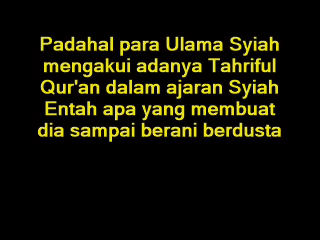 Padahal para Ulama Syiah
mengakui adanya Tahriful
Qur'an dalam ajaran Syiah
Entah apa yang membuat
dia sampai berani berdusta